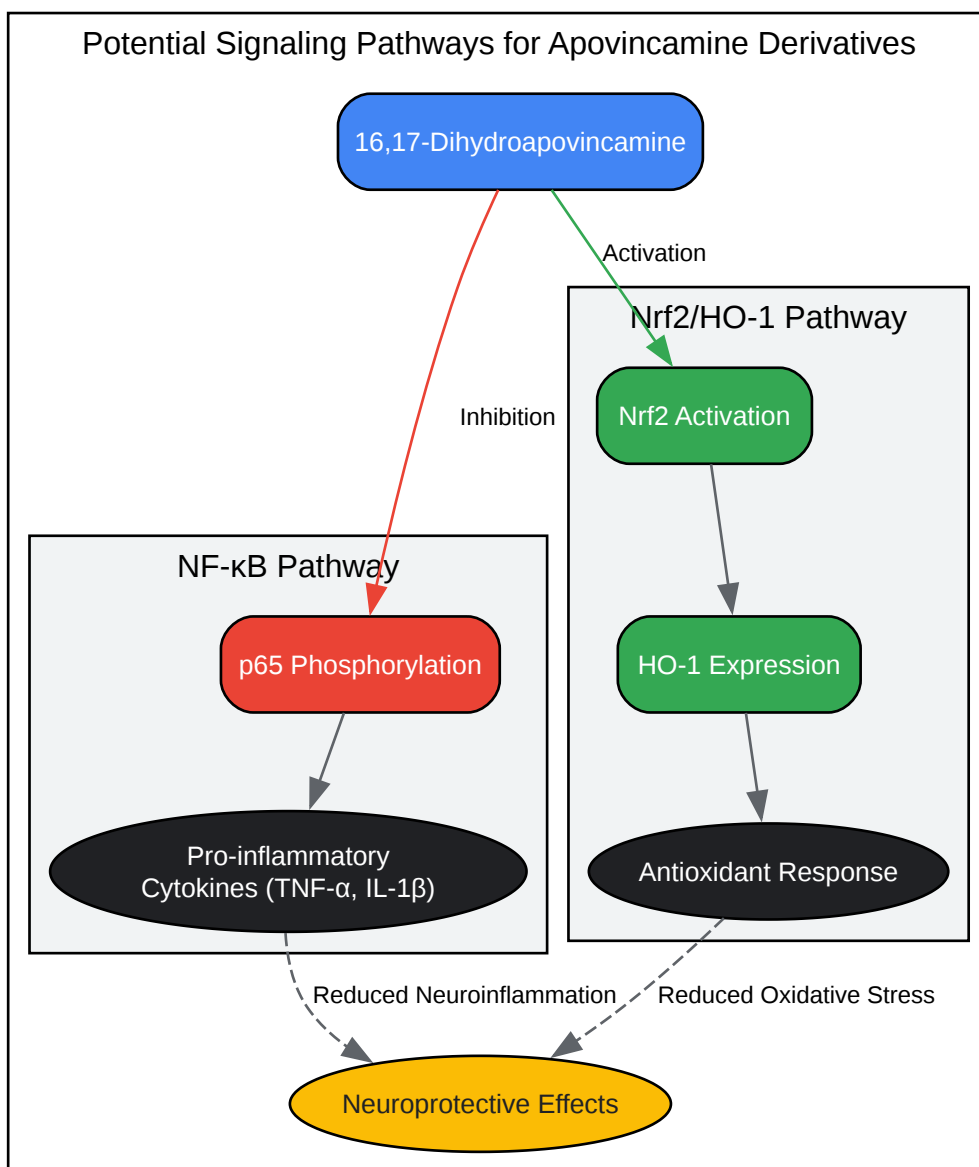 Potential Signaling Pathways for Apovincamine Derivatives
16,17-Dihydroapovincamine
Activation
Nrf2/HO-1 Pathway
Nrf2 Activation
Inhibition
NF-κB Pathway
p65 Phosphorylation
HO-1 Expression
Pro-inflammatory
Cytokines (TNF-α, IL-1β)
Antioxidant Response
Reduced Neuroinflammation
Reduced Oxidative Stress
Neuroprotective Effects